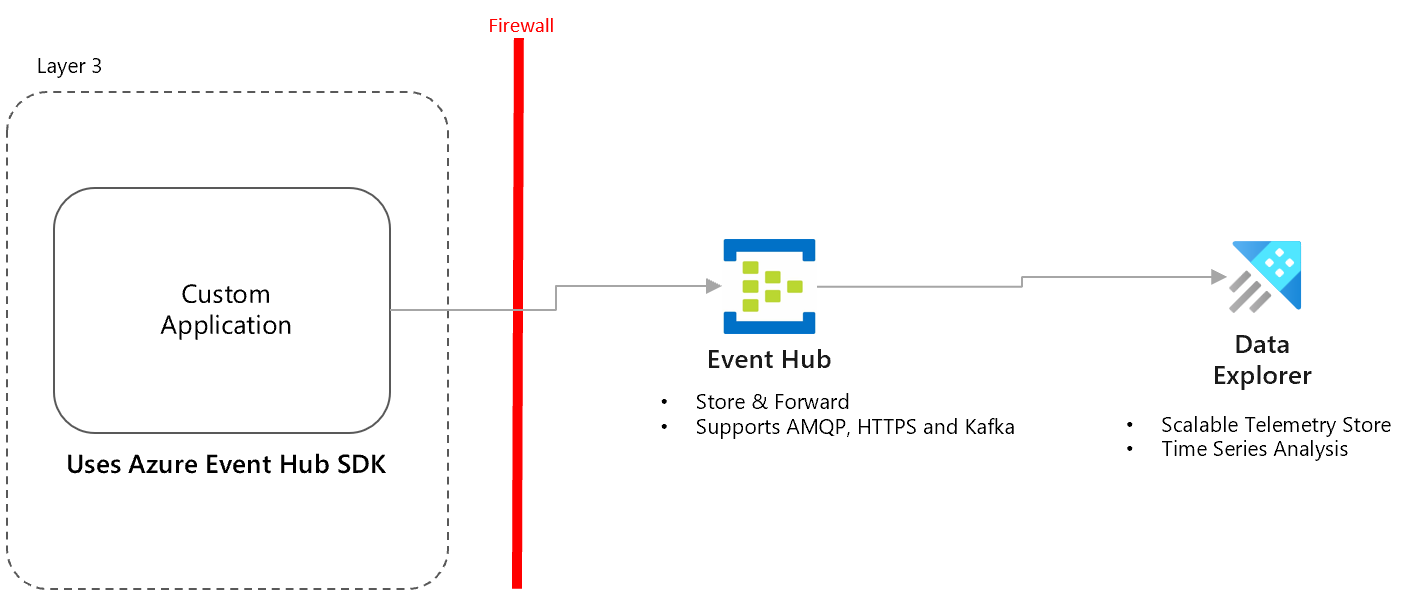 Firewall
Layer 3
Custom
Application
Uses Azure Event Hub SDK
Event Hub
• Store & Forward
• Supports AMQP, HTTPS and Kafka
Data
Explorer
• Scalable Telemetry Store
• Time Series Analysis